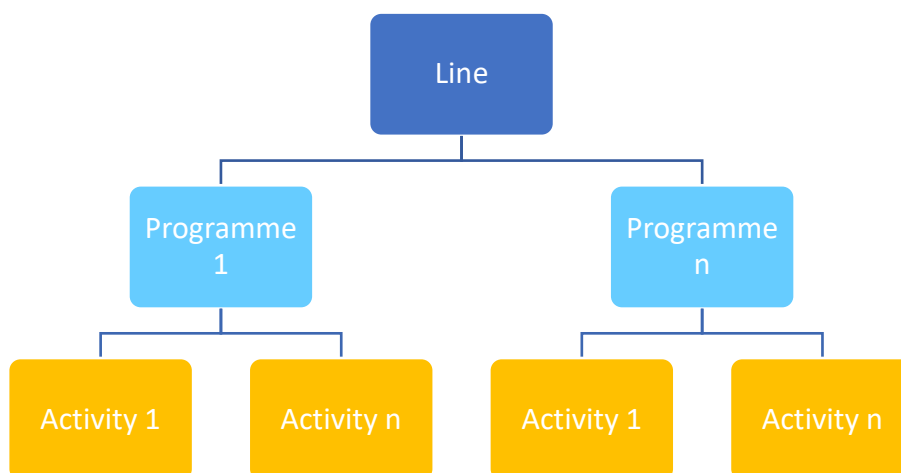 Line
Programme
1
Programme
n
Activity 1
Activity n
Activity 1
Activity n